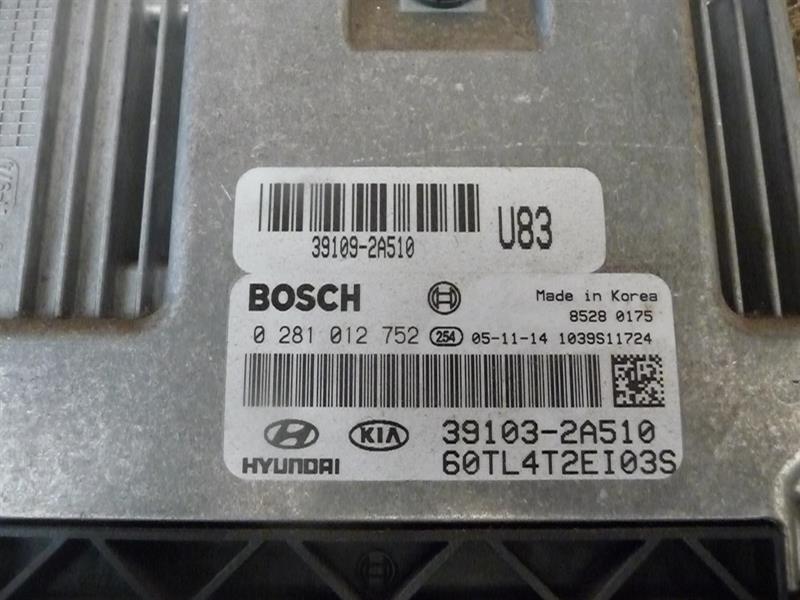 39109-2A510
U83
BOSCH
Made in Korea
8528 0175
0 281 012 752 254 05-11-14 1039S11724
HYUNDAI KIA 39103-2A510
60TL4T2EI03S